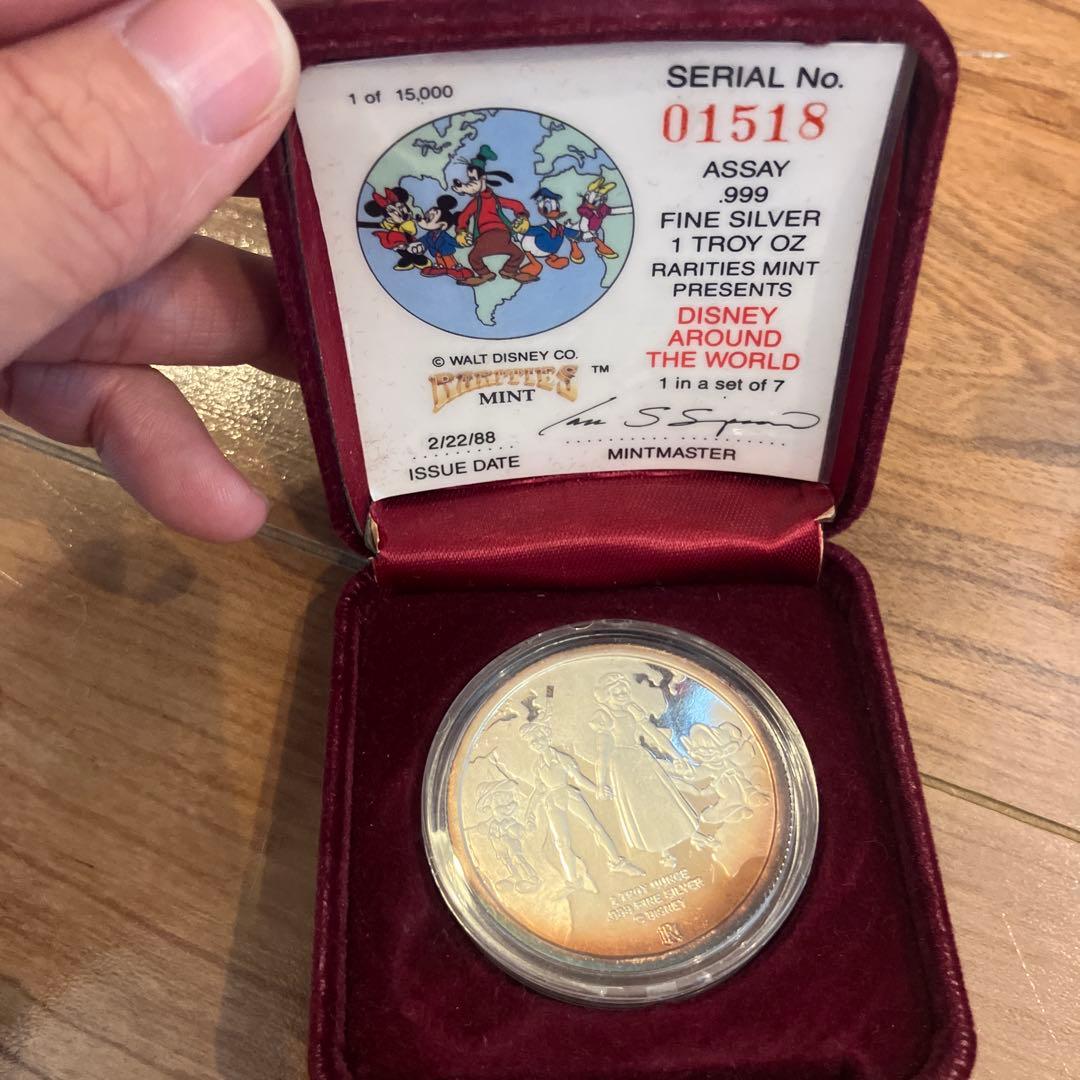 1 of 15,000
© WALT DISNEY CO.
RARITIES ™
MINT
2/22/88
ISSUE DATE
SERIAL No.
01518
ASSAY
.999
FINE SILVER
1 TROY OZ
RARITIES MINT
PRESENTS
DISNEY
AROUND
THE WORLD
1 in a set of 7
MINTMASTER
1 TROY OUNCE
.999 FINE SILVER
© DISNEY
R